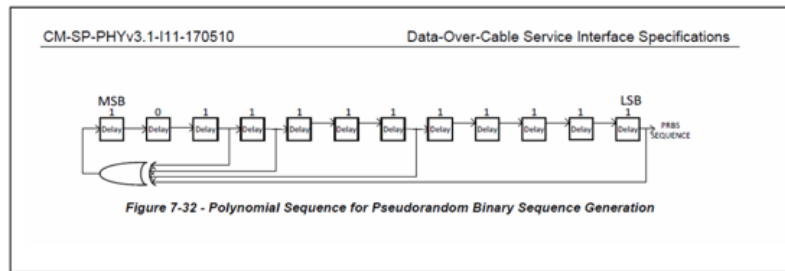 CM-SP-PHYv3.1-I11-170510 Data-Over-Cable Service Interface Specifications
MSB LSB
1 0 1 1 1 1 1 1 1 1 1 1
Delay Delay Delay Delay Delay Delay Delay Delay Delay Delay Delay Delay
PRBS
SEQUENCE
Figure 7-32 - Polynomial Sequence for Pseudorandom Binary Sequence Generation